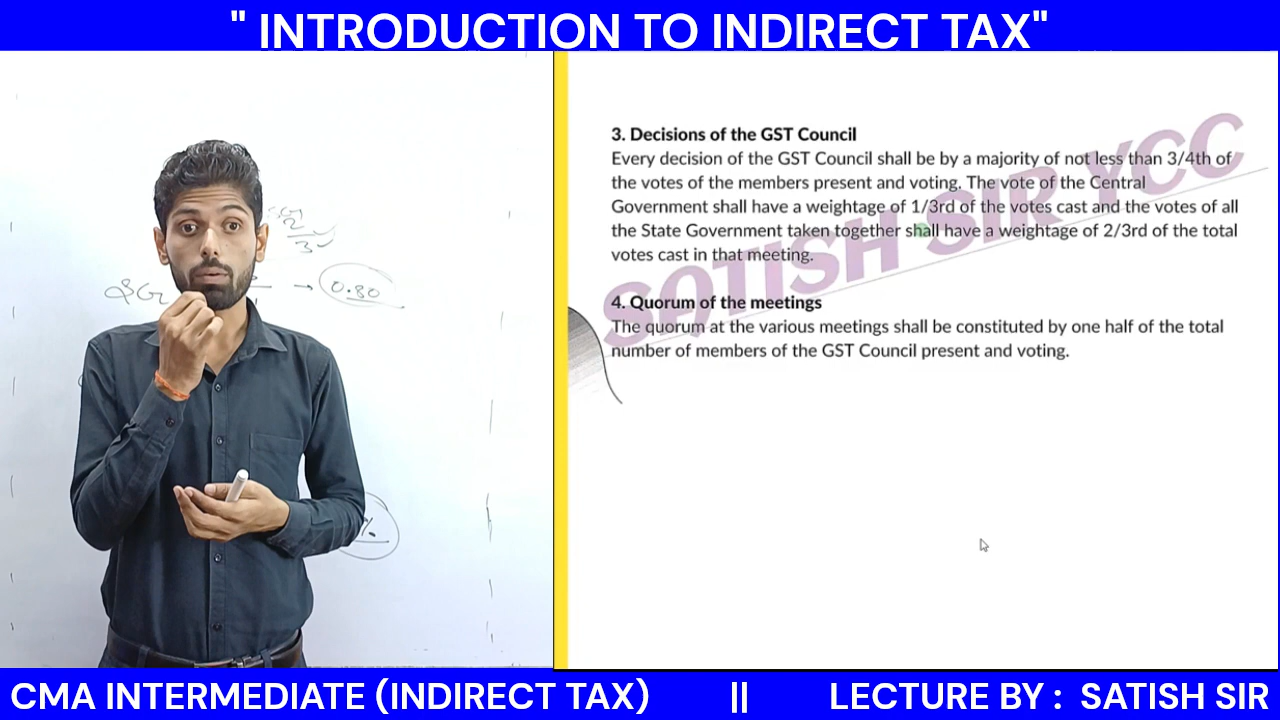 " INTRODUCTION TO INDIRECT TAX"
SGr
2
3
SGr
→ 0.80
%
3. Decisions of the GST Council
Every decision of the GST Council shall be by a majority of not less than 3/4th of
the votes of the members present and voting. The vote of the Central
Government shall have a weightage of 1/3rd of the votes cast and the votes of all
the State Government taken together shall have a weightage of 2/3rd of the total
votes cast in that meeting.
4. Quorum of the meetings
The quorum at the various meetings shall be constituted by one half of the total
number of members of the GST Council present and voting.
SATISH SIR YCC
CMA INTERMEDIATE (INDIRECT TAX) || LECTURE BY : SATISH SIR